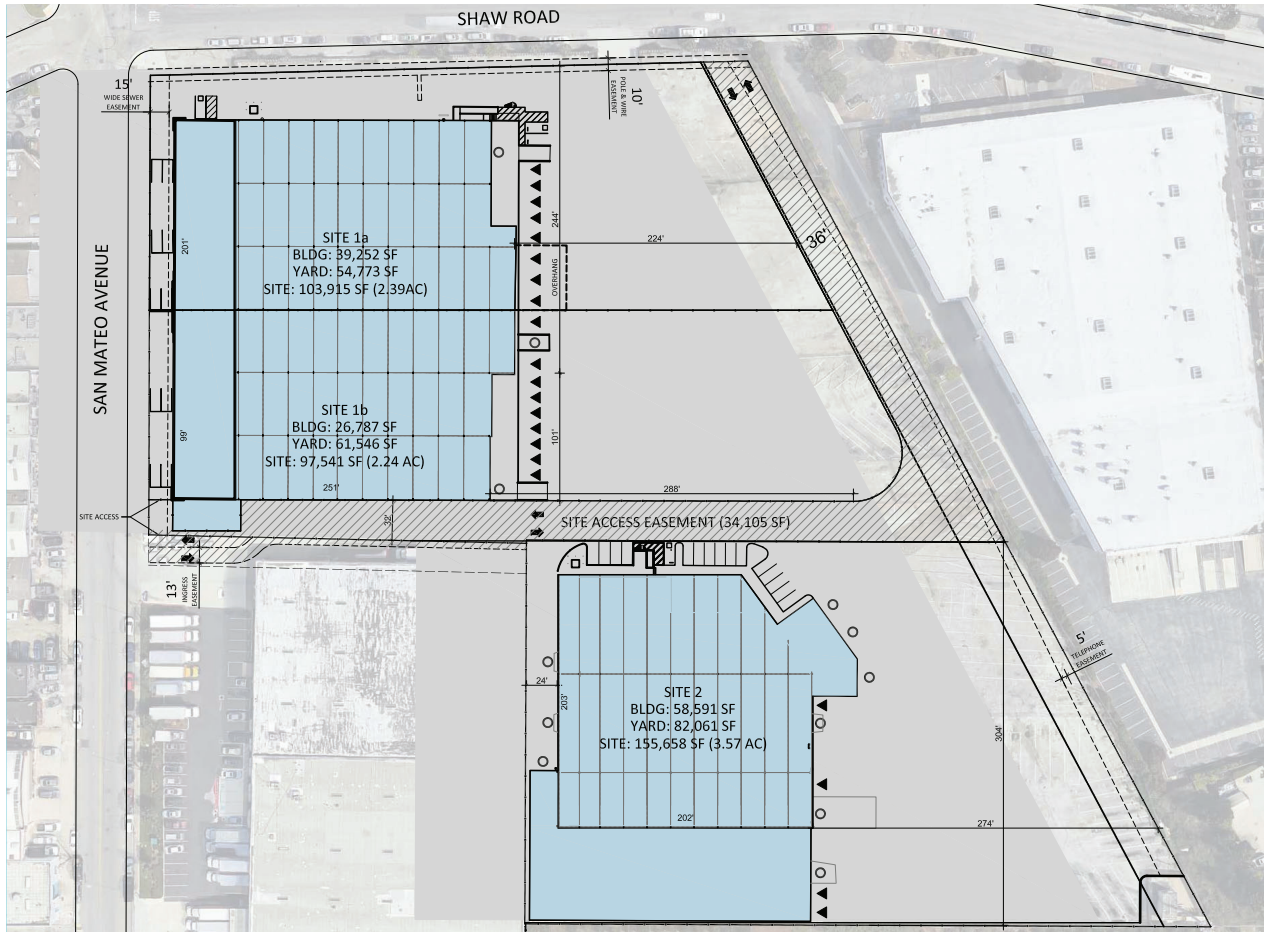 SHAW ROAD
15'
WIDE SEWER
EASEMENT
10'
POLE & WIRE
EASEMENT
SAN MATEO AVENUE
201'
SITE 1a
BLDG: 39,252 SF
YARD: 54,773 SF
SITE: 103,915 SF (2.39AC)
244'
OVERHANG
224'
36'
99'
SITE 1b
BLDG: 26,787 SF
YARD: 61,546 SF
SITE: 97,541 SF (2.24 AC)
251'
101'
288'
SITE ACCESS
32'
SITE ACCESS EASEMENT (34,105 SF)
13'
INGRESS
EASEMENT
5'
TELEPHONE
EASEMENT
24'
203'
SITE 2
BLDG: 58,591 SF
YARD: 82,061 SF
SITE: 155,658 SF (3.57 AC)
304'
202'
274'